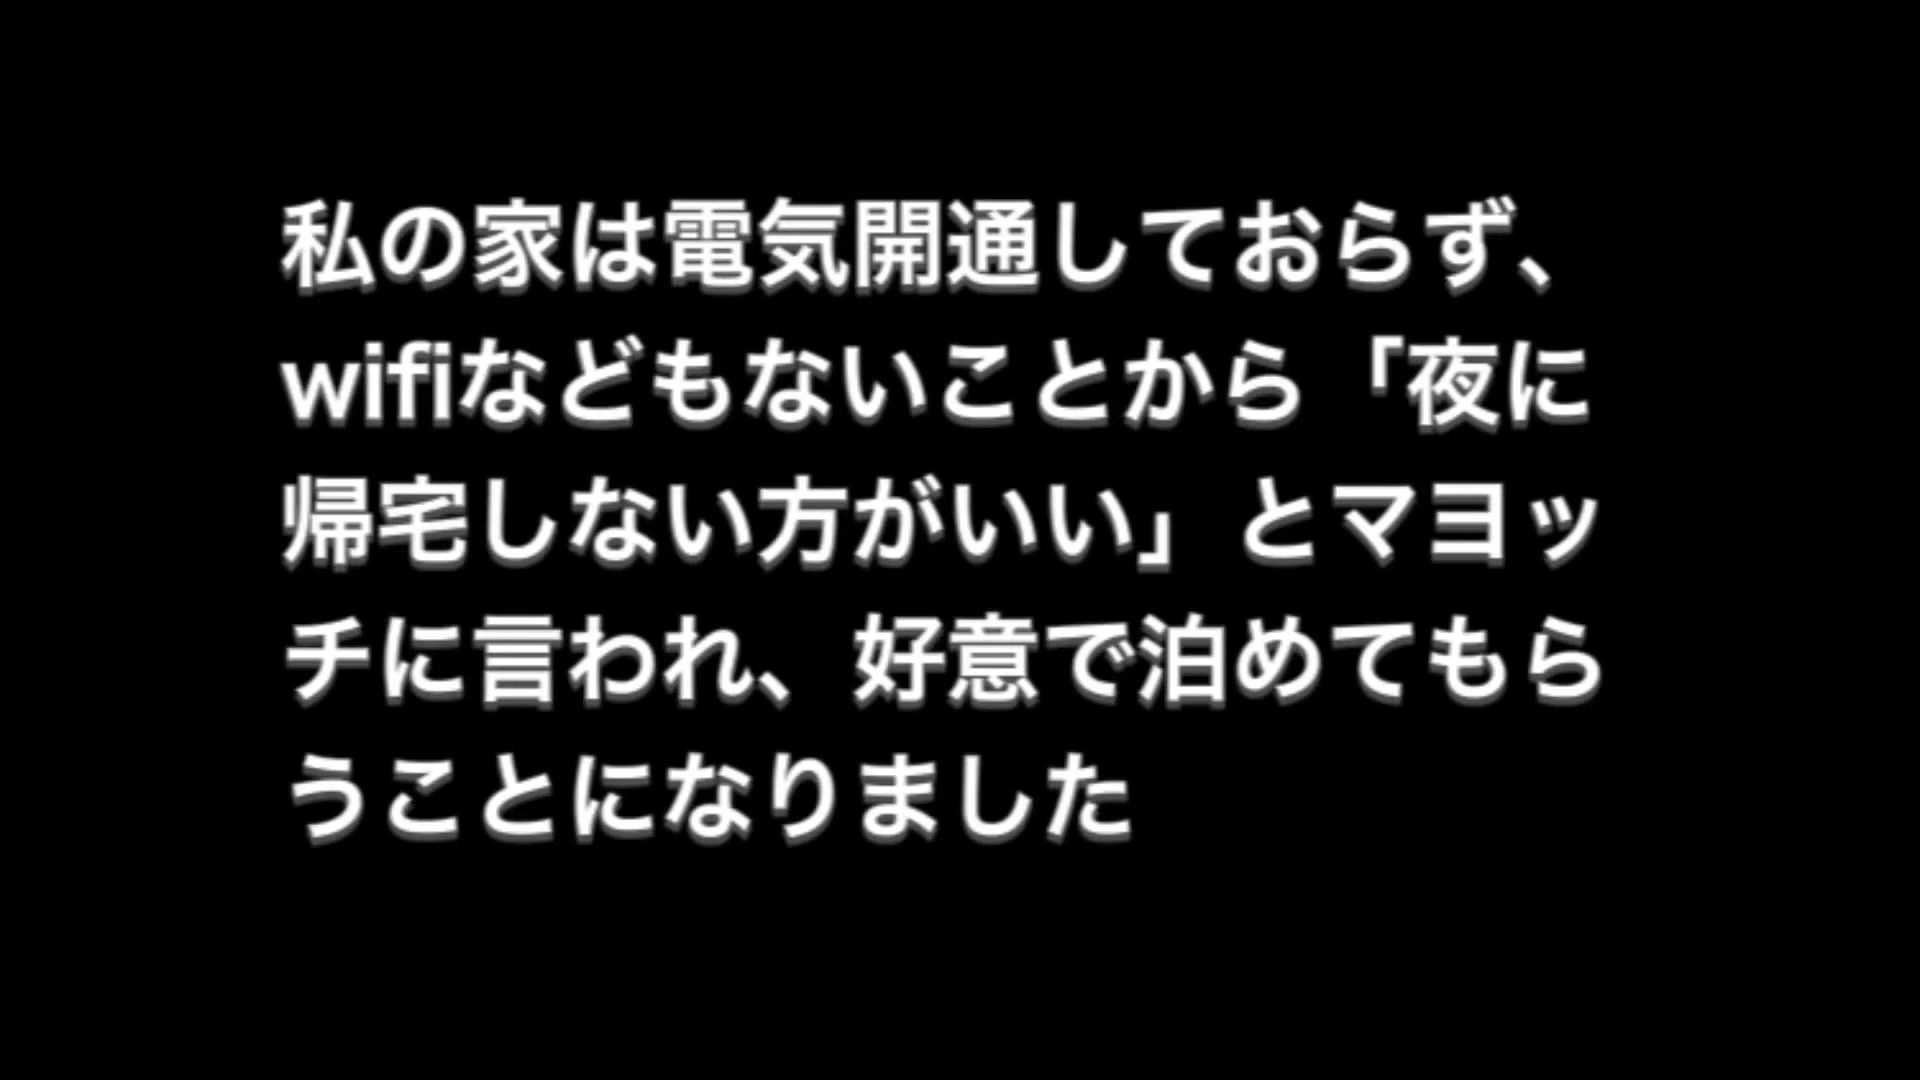 私の家は電気開通しておらず、
wifiなどもないことから「夜に
帰宅しない方がいい」とマヨッ
チに言われ、好意で泊めてもら
うことになりました